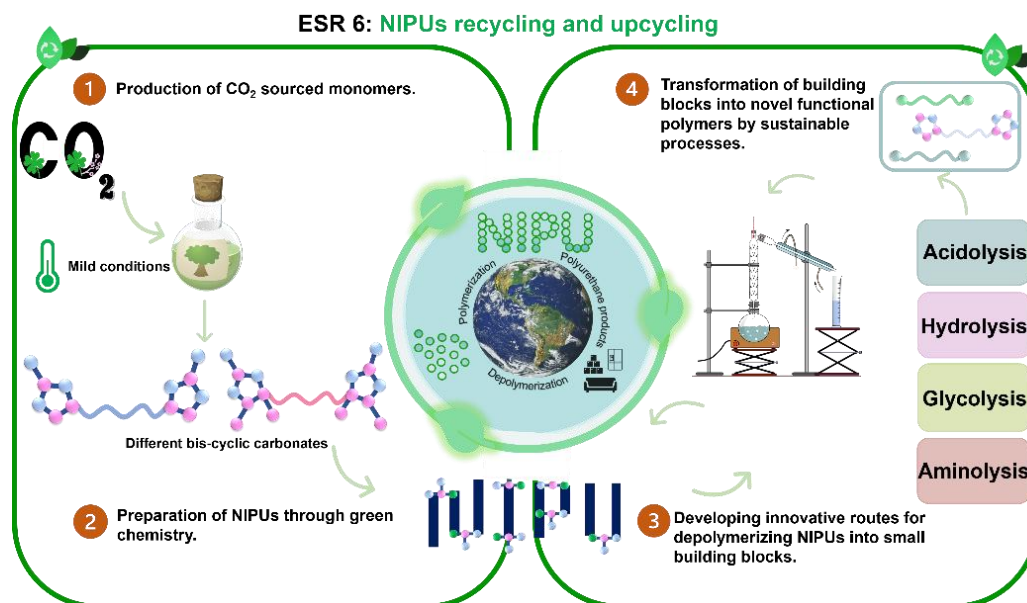 ESR 6: NIPUs recycling and upcycling
1 Production of CO₂ sourced monomers.
CO₂
Mild conditions
Different bis-cyclic carbonates
2 Preparation of NIPUs through green
chemistry.
NIPU
Polymerization
Polyurethane products
Depolymerization
NIPU
4 Transformation of building
blocks into novel functional
polymers by sustainable
processes.
Acidolysis
Hydrolysis
Glycolysis
Aminolysis
3 Developing innovative routes for
depolymerizing NIPUs into small
building blocks.